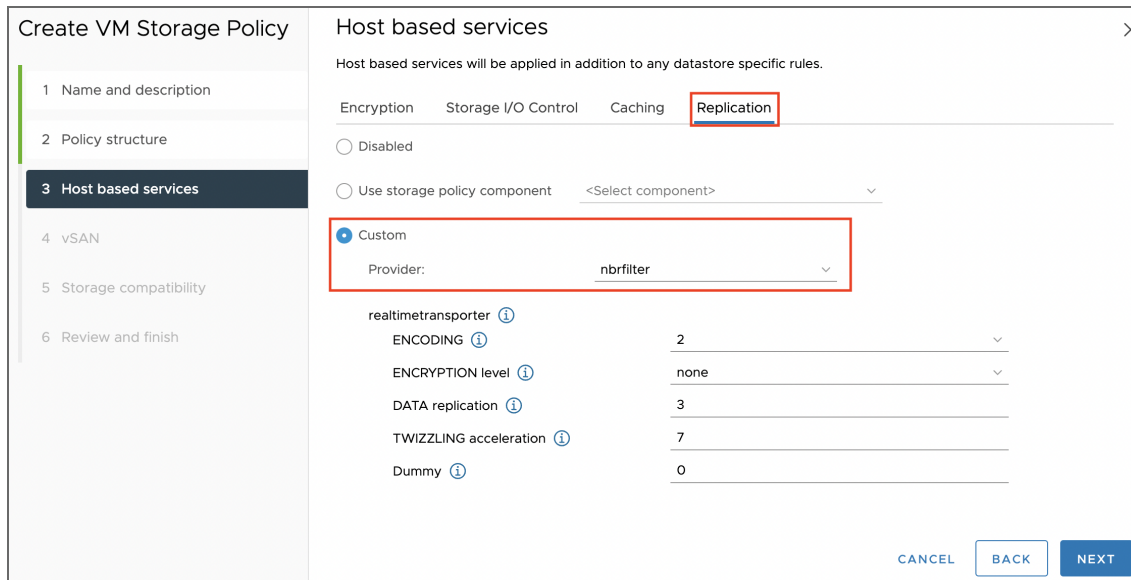 Create VM Storage Policy
1 Name and description
2 Policy structure
3 Host based services
4 vSAN
5 Storage compatibility
6 Review and finish
Host based services
Host based services will be applied in addition to any datastore specific rules.
Encryption Storage I/O Control Caching Replication
Disabled
Use storage policy component <Select component>
Custom
Provider: nbrfilter
realtimetransporter
ENCODING 2
ENCRYPTION level none
DATA replication 3
TWIZZLING acceleration 7
Dummy 0
CANCEL BACK NEXT